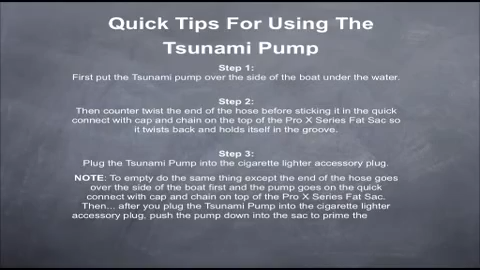 Quick Tips For Using The
Tsunami Pump
Step 1:
First put the Tsunami pump over the side of the boat under the water.
Step 2:
Then counter twist the end of the hose before sticking it in the quick
connect with cap and chain on the top of the Pro X Series Fat Sac so
it twists back and holds itself in the groove.
Step 3:
Plug the Tsunami Pump into the cigarette lighter accessory plug.
NOTE: To empty do the same thing except the end of the hose goes
over the side of the boat first and the pump goes on the quick
connect with cap and chain on top of the Pro X Series Fat Sac.
Then... after you plug the Tsunami Pump into the cigarette lighter
accessory plug, push the pump down into the sac to prime the